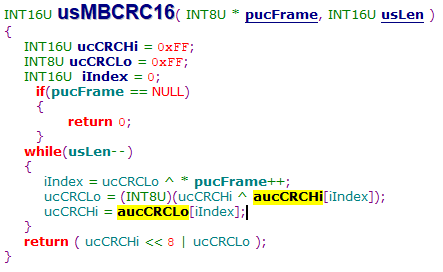 INT16U usMBCRC16( INT8U * pucFrame, INT16U usLen )
{
INT16U ucCRCHi = 0xFF;
INT8U ucCRCLo = 0xFF;
INT16U iIndex = 0;
if(pucFrame == NULL)
{
return 0;
}
while(usLen--)
{
iIndex = ucCRCLo ^ * pucFrame++;
ucCRCLo = (INT8U)(ucCRCHi ^ aucCRCHi[iIndex]);
ucCRCHi = aucCRCLo[iIndex];
}
return ( ucCRCHi << 8 | ucCRCLo );
}